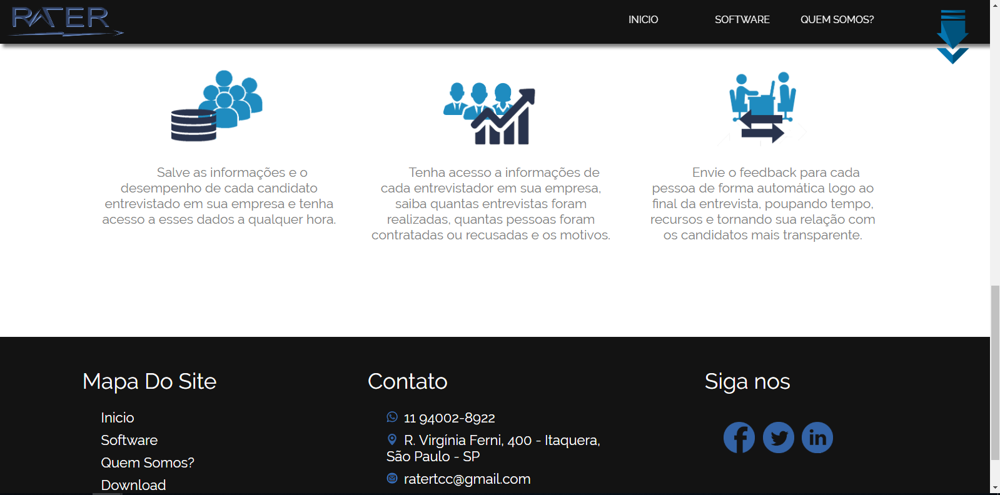 RATER
INICIO SOFTWARE QUEM SOMOS?
Salve as informações e o
desempenho de cada candidato
entrevistado em sua empresa e tenha
acesso a esses dados a qualquer hora.
Tenha acesso a informações de
cada entrevistador em sua empresa,
saiba quantas entrevistas foram
realizadas, quantas pessoas foram
contratadas ou recusadas e os motivos.
Envie o feedback para cada
pessoa de forma automática logo ao
final da entrevista, poupando tempo,
recursos e tornando sua relação com
os candidatos mais transparente.
Mapa Do Site
Inicio
Software
Quem Somos?
Download
Contato
11 94002-8922
R. Virgínia Ferni, 400 - Itaquera,
São Paulo - SP
ratertcc@gmail.com
Siga nos